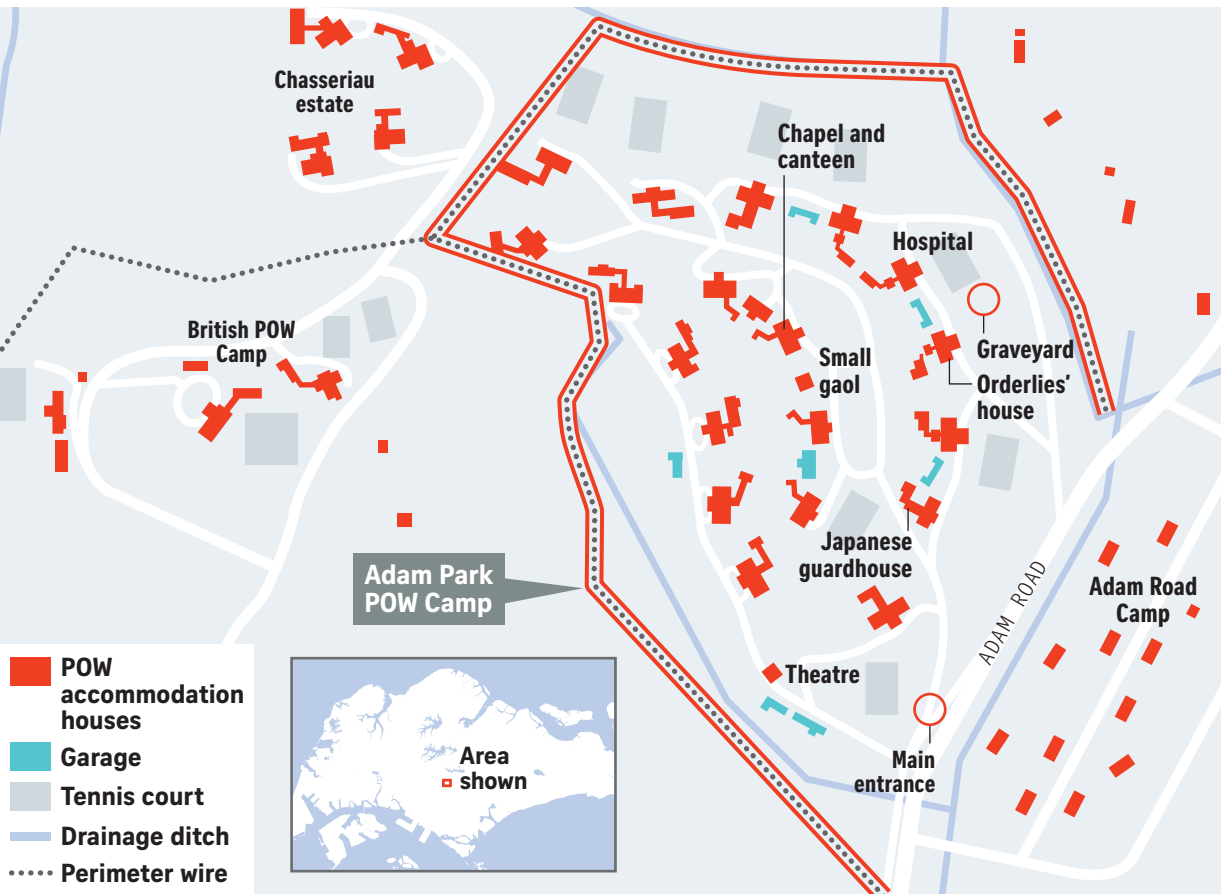 Chasseriau
estate
Chapel and
canteen
Hospital
British POW
Camp
Graveyard
Small
gaol
Orderlies'
house
Japanese
guardhouse
Adam Park
POW Camp
ADAM ROAD
Adam Road
Camp
Theatre
Main
entrance
POW
accommodation
houses
Garage
Tennis court
Drainage ditch
Perimeter wire
Area
shown